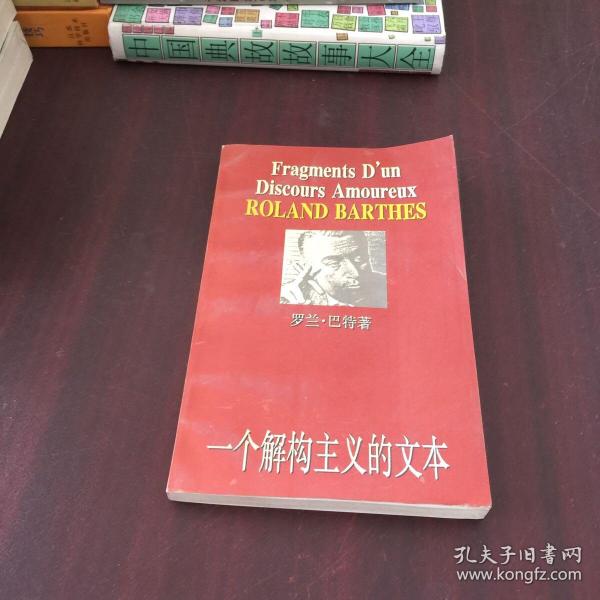 中国典故故事大全
Fragments D'un
Discours Amoureux
ROLAND BARTHES
罗兰·巴特著
一个解构主义的文本
孔夫子旧书网
www.kongfz.com